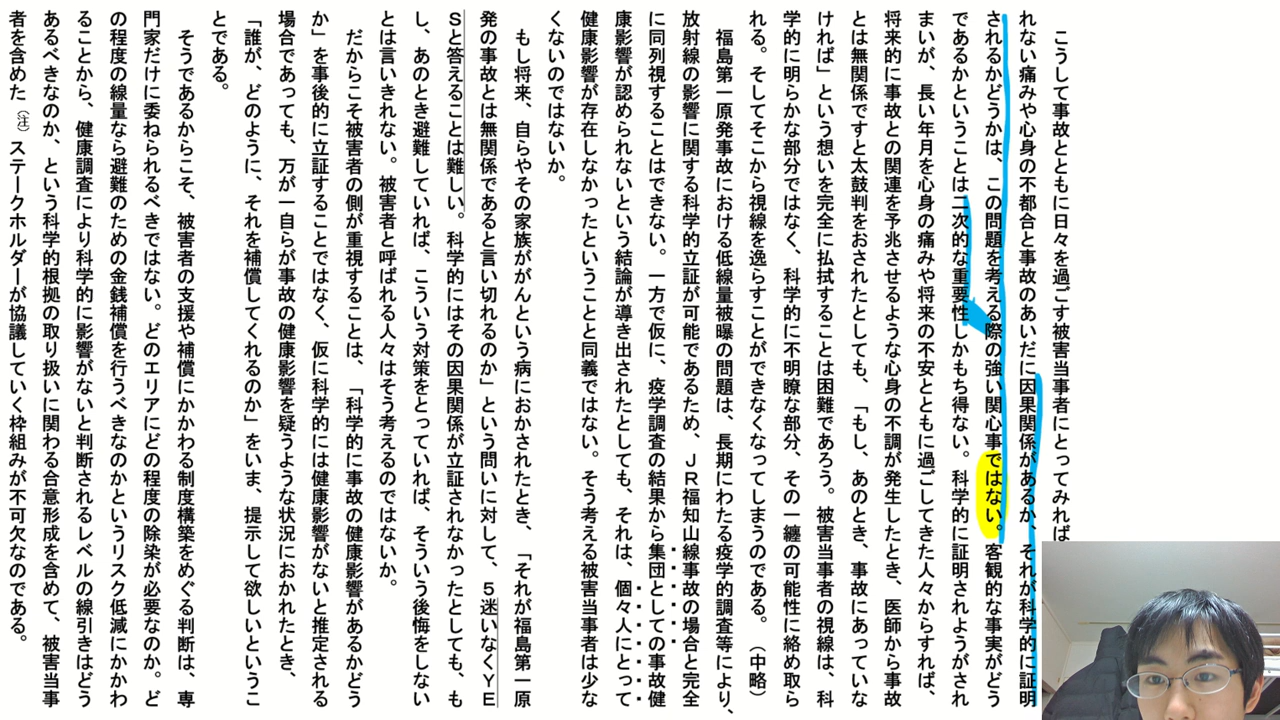 こうして事故とともに日々を過ごす被害当事者にとってみれば
れない痛みや心身の不都合と事故のあいだに因果関係があるか、それが科学的に証明
されるかどうかは、この問題を考える際の強い関心事ではない。客観的な事実がどう
であるかということは二次的な重要性しかもち得ない。科学的に証明されようがされ
まいが、長い年月を心身の痛みや将来の不安とともに過ごしてきた人々からすれば、
将来的に事故との関連を予兆させるような心身の不調が発生したとき、医師から事故
とは無関係ですと太鼓判をおされたとしても、「もし、あのとき、事故にあっていな
ければ」という想いを完全に払拭することは困難であろう。被害当事者の視線は、科
学的に明らかな部分ではなく、科学的に不明瞭な部分、その一纏の可能性に絡め取ら
れる。そしてそこから視線を逸らすことができなくなってしまうのである。（中略）
福島第一原発事故における低線量被曝の問題は、長期にわたる疫学的調査等により、
放射線の影響に関する科学的立証が可能であるため、ＪＲ福知山線事故の場合と完全
に同列視することはできない。一方で仮に、疫学調査の結果から集団としての事故健
康影響が認められないという結論が導き出されたとしても、それは、個々人にとって
健康影響が存在しなかったということと同義ではない。そう考える被害当事者は少な
くないのではないか。
もし将来、自らやその家族ががんという病におかされたとき、「それが福島第一原
発の事故とは無関係であると言い切れるのか」という問いに対して、５迷いなくＹＥ
Ｓと答えることは難しい。科学的にはその因果関係が立証されなかったとしても、も
し、あのとき避難していれば、こういう対策をとっていれば、そういう後悔をしない
とは言いきれない。被害者と呼ばれる人々はそう考えるのではないか。
だからこそ被害者の側が重視することは、「科学的に事故の健康影響があるかどう
か」を事後的に立証することではなく、仮に科学的には健康影響がないと推定される
場合であっても、万が一自らが事故の健康影響を疑うような状況におかれたとき、
「誰が、どのように、それを補償してくれるのか」をいま、提示して欲しいというこ
とである。
そうであるからこそ、被害者の支援や補償にかかわる制度構築をめぐる判断は、専
門家だけに委ねられるべきではない。どのエリアにどの程度の除染が必要なのか。ど
の程度の線量なら避難のための金銭補償を行うべきなのかというリスク低減にかかわ
ることから、健康調査により科学的に影響がないと判断されるレベルの線引きはどう
あるべきなのか、という科学的根拠の取り扱いに関わる合意形成を含めて、被害当事
者を含めた（注）ステークホルダーが協議していく枠組みが不可欠なのである。